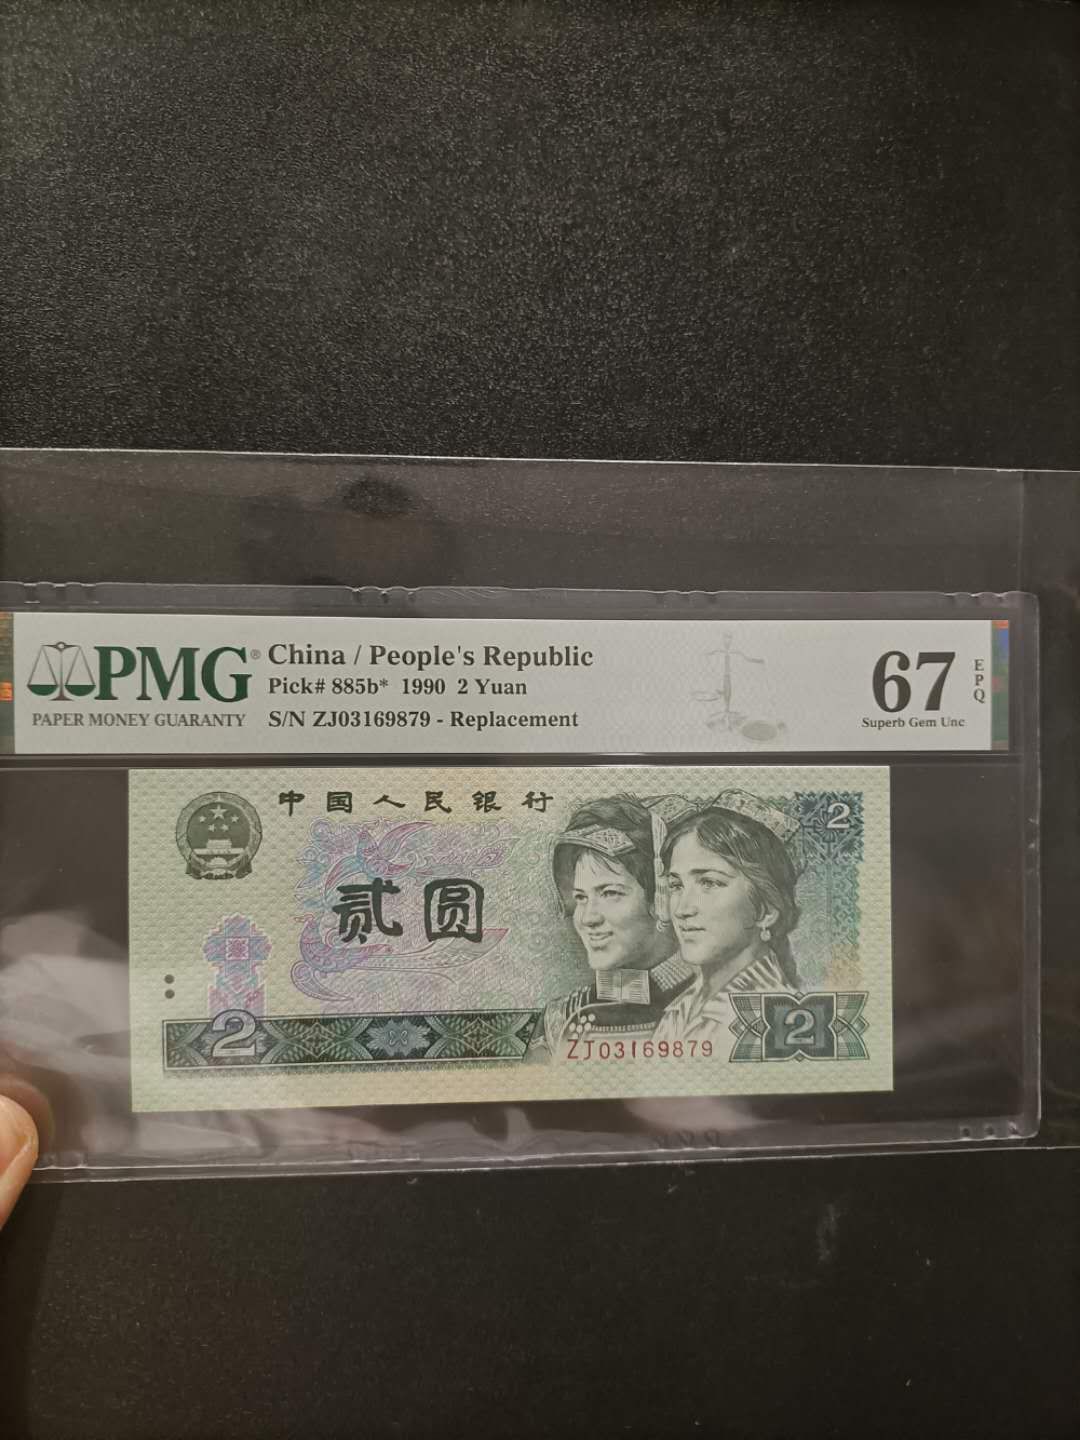 PMG®
PAPER MONEY GUARANTY
China / People's Republic
Pick# 885b* 1990 2 Yuan
S/N ZJ03169879 - Replacement
67
EPQ
Superb Gem Unc
中国人民银行
2
贰圆
2
ZJ03169879
2